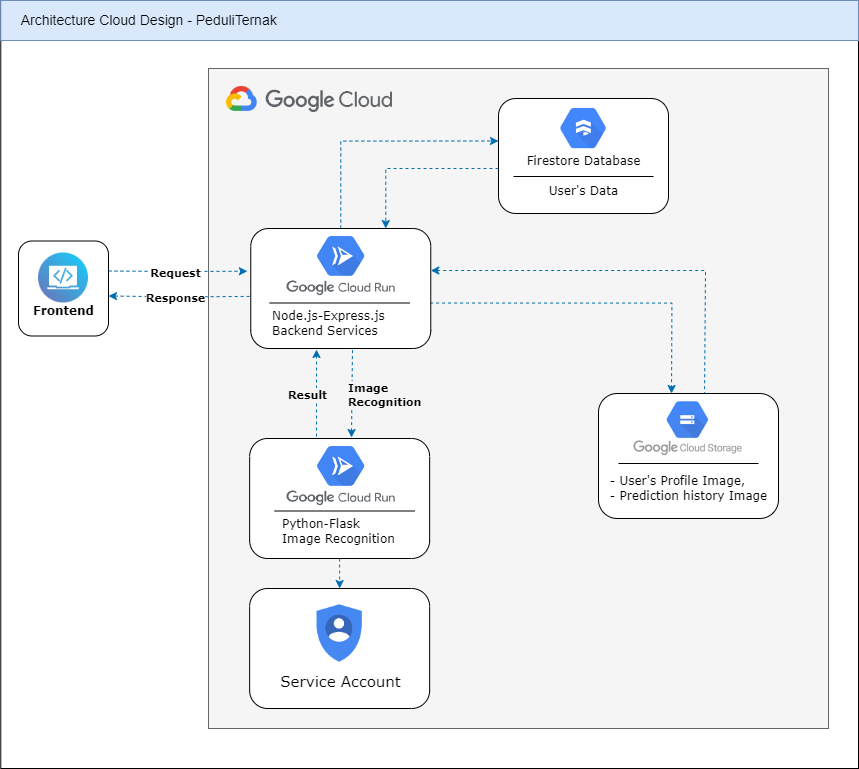 Architecture Cloud Design - PeduliTernak
Google Cloud
Firestore Database
User's Data
Frontend
Request
Response
Google Cloud Run
Node.js-Express.js
Backend Services
Result
Image
Recognition
Google Cloud Storage
- User's Profile Image,
- Prediction history Image
Google Cloud Run
Python-Flask
Image Recognition
Service Account